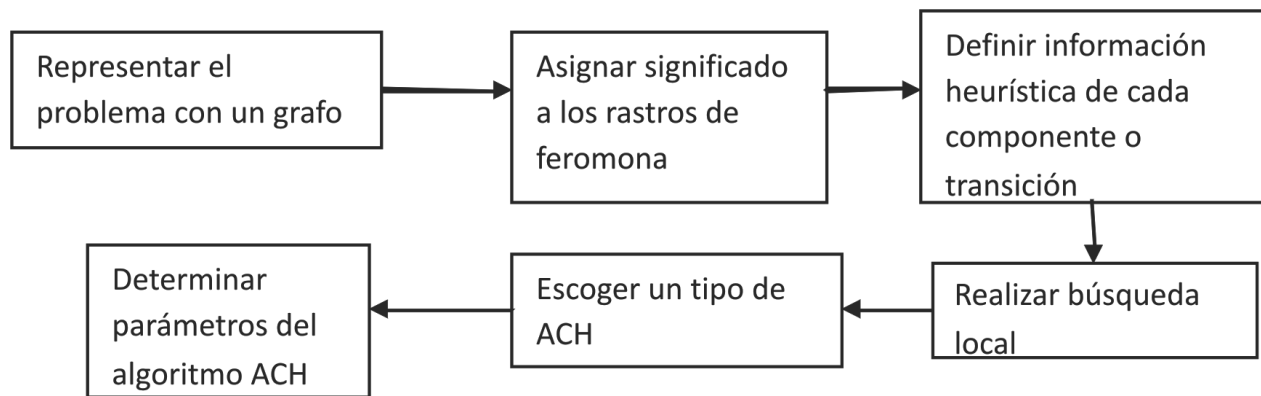 Representar el
problema con un grafo
Asignar significado
a los rastros de
feromona
Definir información
heurística de cada
componente o
transición
Realizar búsqueda
local
Escoger un tipo de
ACH
Determinar
parámetros del
algoritmo ACH